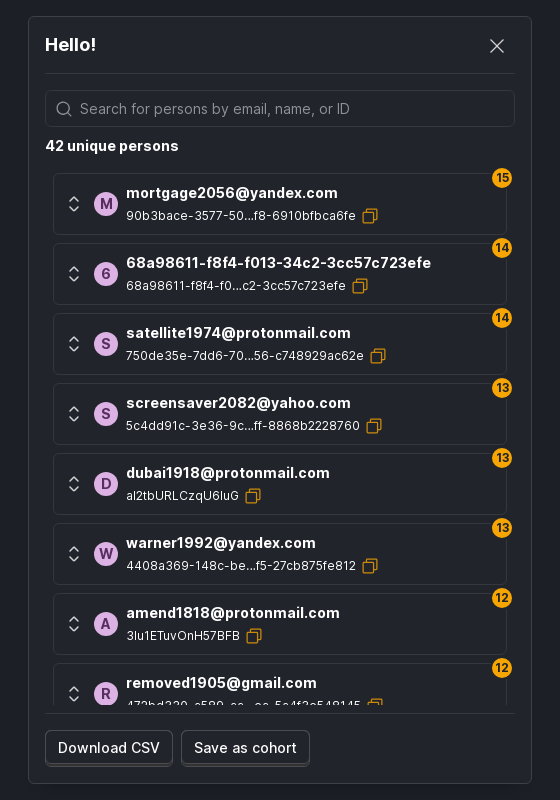 Hello!
Search for persons by email, name, or ID
42 unique persons
15
M
mortgage2056@yandex.com
90b3bace-3577-50...f8-6910bfbca6fe
14
6
68a98611-f8f4-f013-34c2-3cc57c723efe
68a98611-f8f4-f0...c2-3cc57c723efe
14
S
satellite1974@protonmail.com
750de35e-7dd6-70...56-c748929ac62e
13
S
screensaver2082@yahoo.com
5c4dd91c-3e36-9c...ff-8868b2228760
13
D
dubai1918@protonmail.com
al2tbURLCzqU6luG
13
W
warner1992@yandex.com
4408a369-148c-be...f5-27cb875fe812
12
A
amend1818@protonmail.com
3lu1ETuvOnH57BFB
12
R
removed1905@gmail.com
Download CSV
Save as cohort